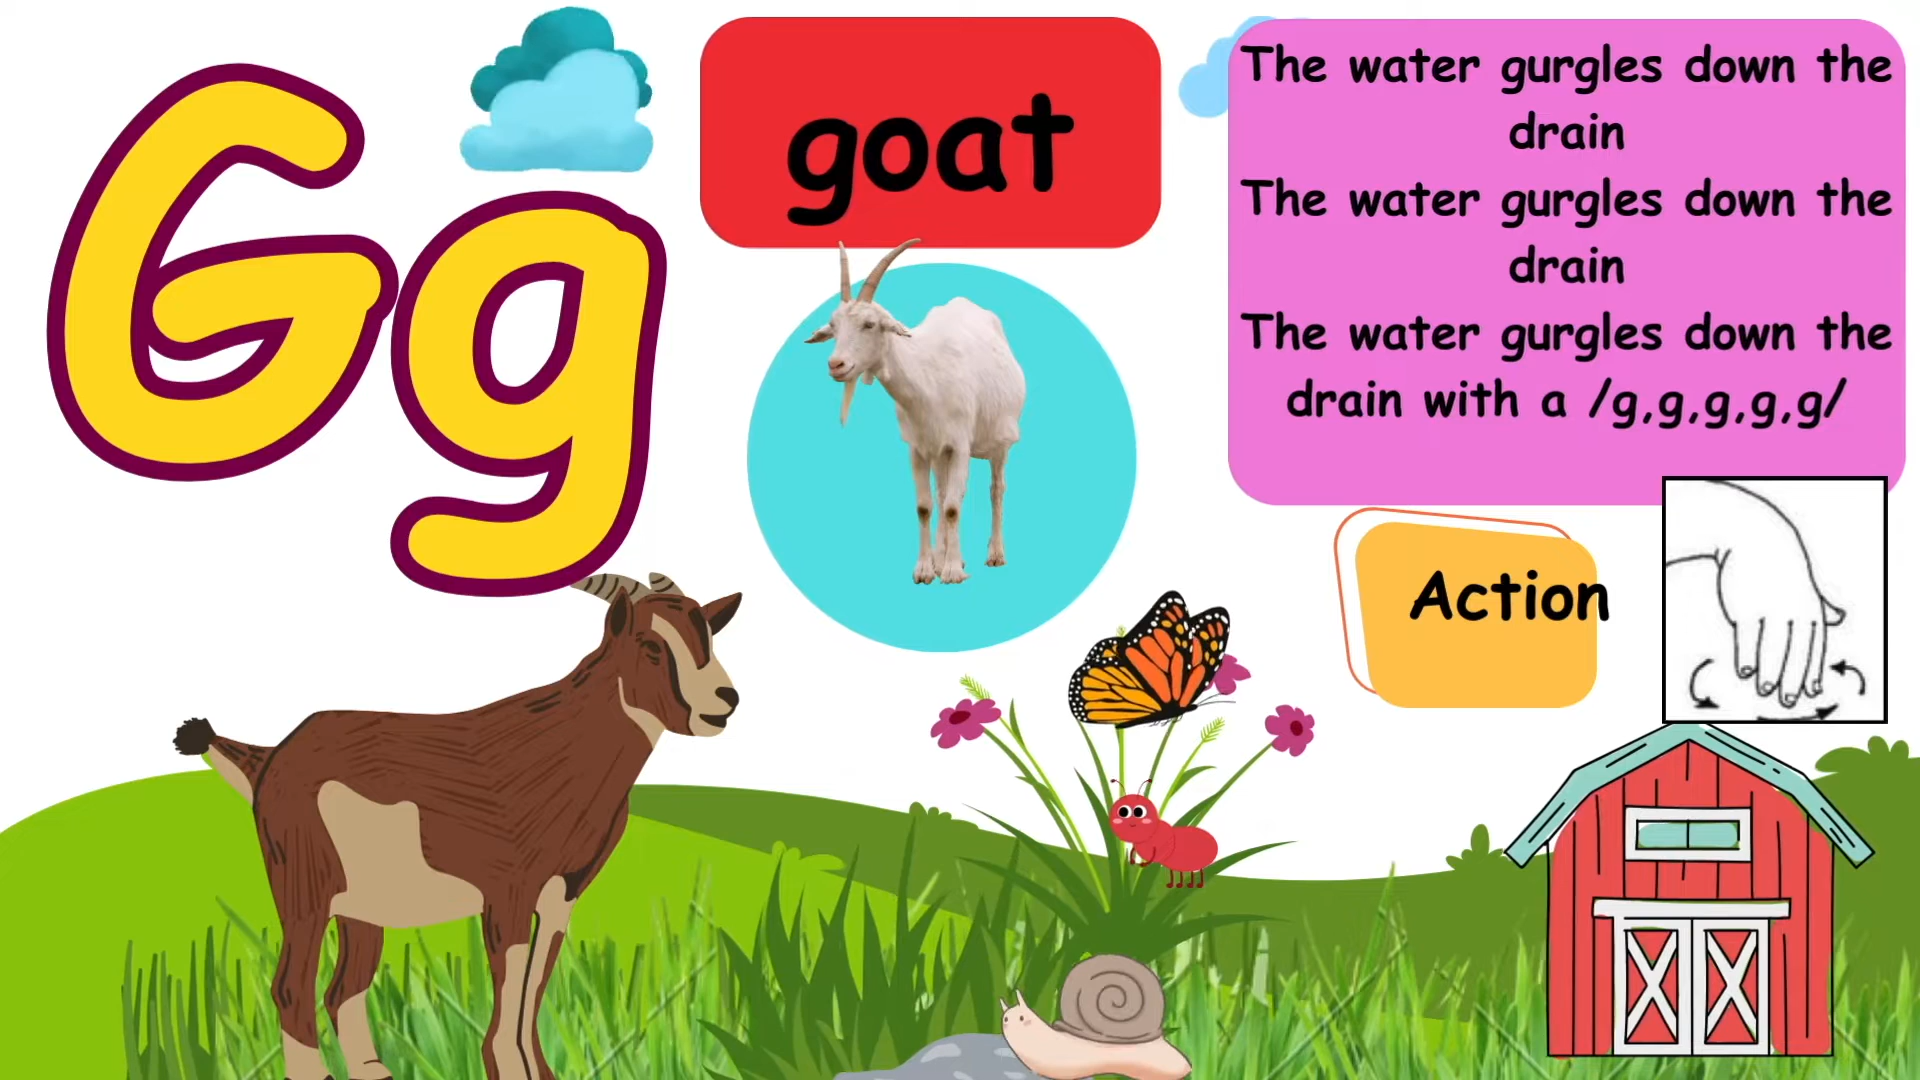 Gg
goat
The water gurgles down the
drain
The water gurgles down the
drain
The water gurgles down the
drain with a /g,g,g,g,g/
Action